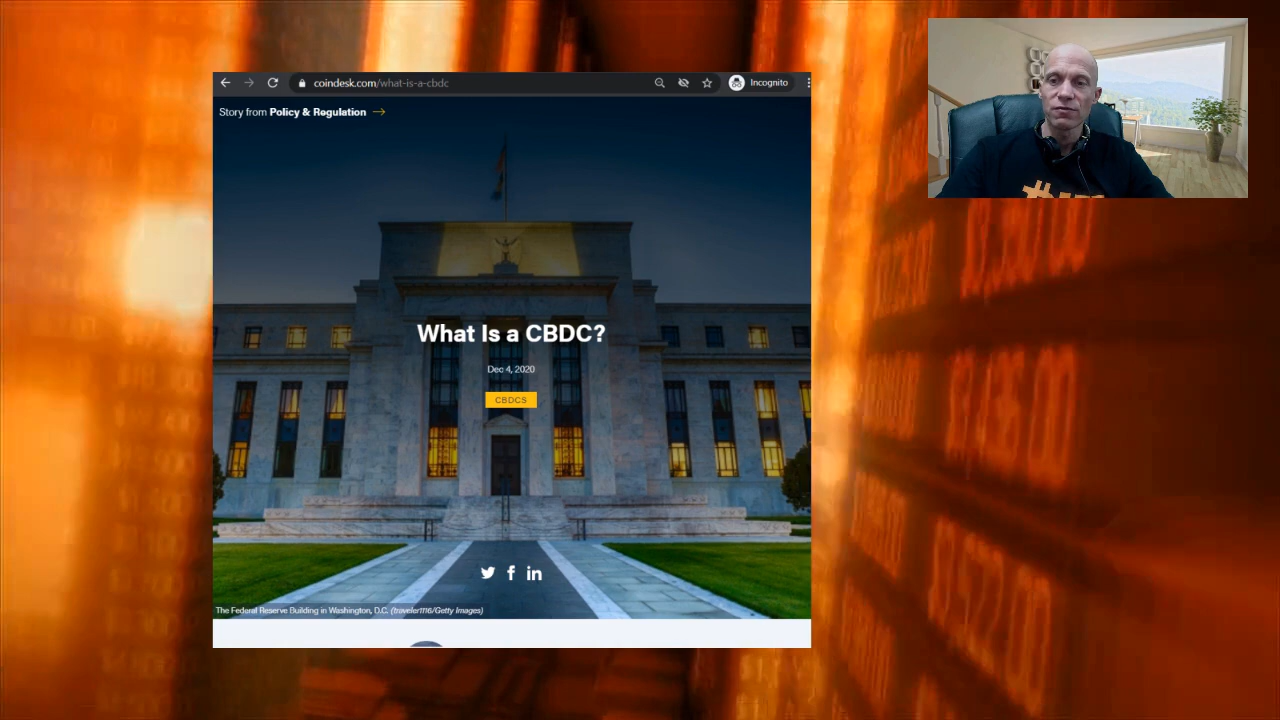 coindesk.com/what-is-a-cbdc
Incognito
Story from Policy & Regulation →
What Is a CBDC?
Dec 4, 2020
CBDCS
The Federal Reserve Building in Washington, D.C. (traveler1116/Getty Images)